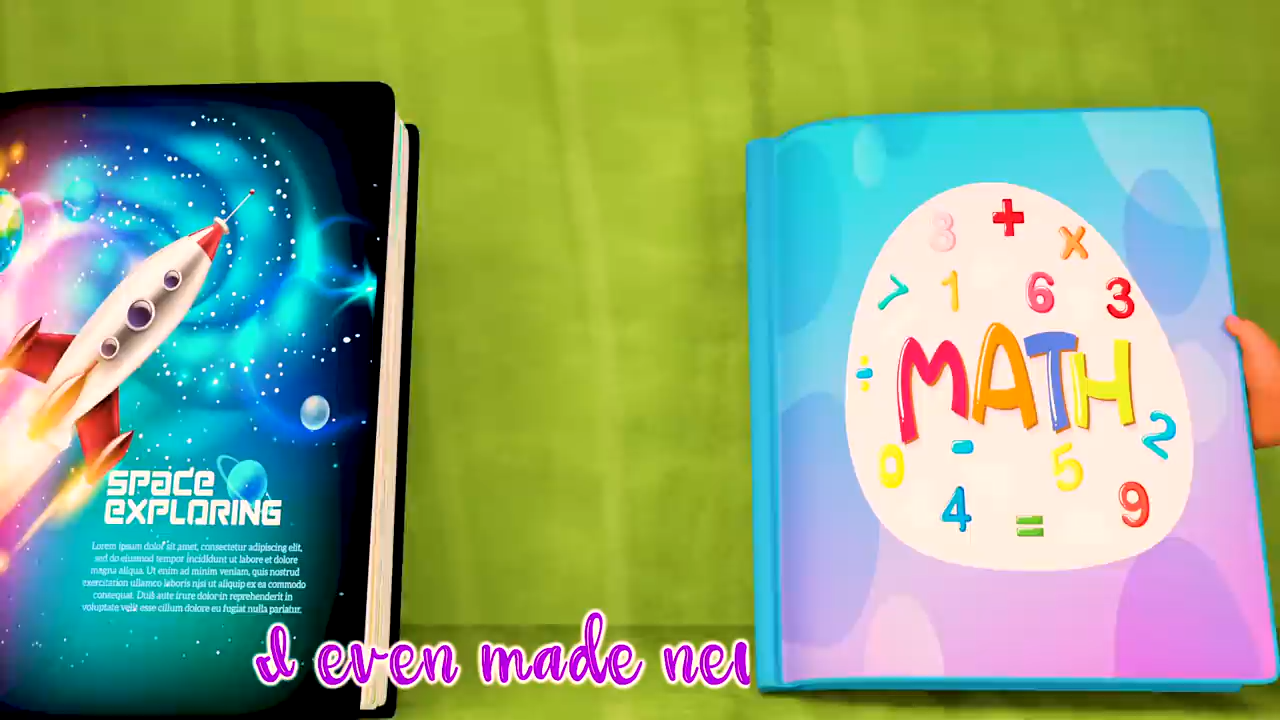 SPACE
EXPLORING
Lorem ipsum dolor sit amet, consectetur adipiscing elit,
sed do eiusmod tempor incididunt ut labore et dolore
magna aliqua. Ut enim ad minim veniam, quis nostrud
exercitation ullamco laboris nisi ut aliquip ex ea commodo
consequat. Duis aute irure dolor in reprehenderit in
voluptate velit esse cillum dolore eu fugiat nulla pariatur.
8 + x
7 1 6 3
÷ MATH
2
0 - 5
4 = 9
I even made